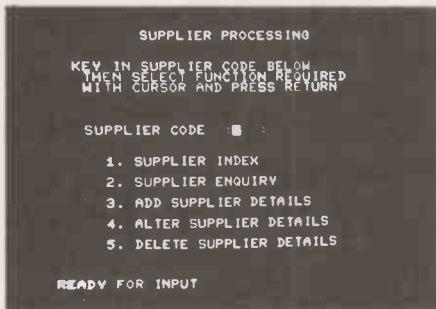 SUPPLIER PROCESSING
KEY IN SUPPLIER CODE BELOW
THEN SELECT FUNCTION REQUIRED
WITH CURSOR AND PRESS RETURN
SUPPLIER CODE : :
1. SUPPLIER INDEX
2. SUPPLIER ENQUIRY
3. ADD SUPPLIER DETAILS
4. ALTER SUPPLIER DETAILS
5. DELETE SUPPLIER DETAILS
READY FOR INPUT